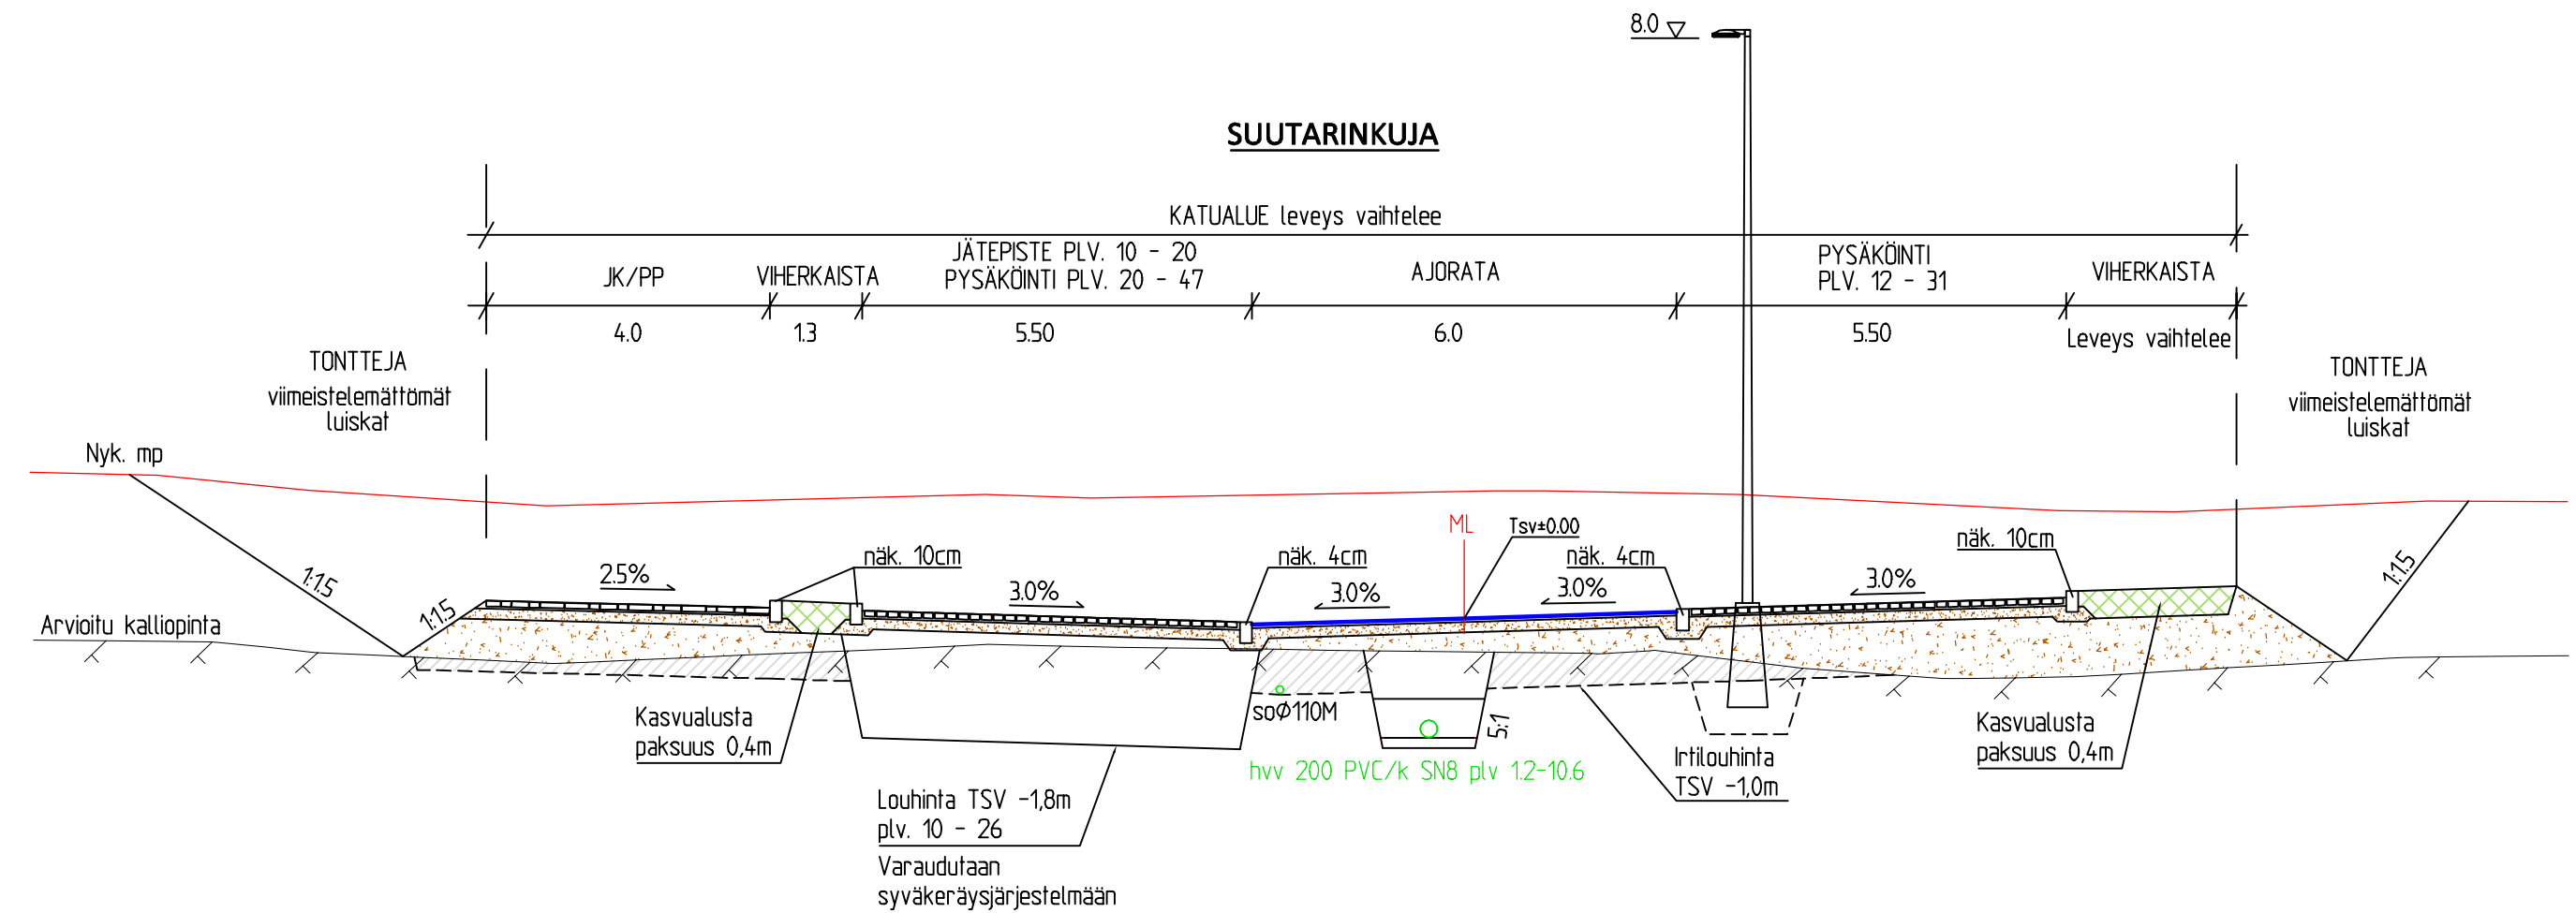 8.0
SUUTARINKUJA
KATUALUE leveys vaihtelee
JK/PP
VIHERKAISTA
JÄTEPISTE PLV. 10 - 20
PYSÄKÖINTI PLV. 20 - 47
AJORATA
PYSÄKÖINTI
PLV. 12 - 31
VIHERKAISTA
4.0
1.3
5.50
6.0
5.50
Leveys vaihtelee
TONTTEJA
viimeistelemättömät
luiskat
TONTTEJA
viimeistelemättömät
luiskat
Nyk. mp
ML
Tsv±0.00
näk. 10cm
näk. 4cm
näk. 4cm
näk. 10cm
1:1.5
1:1.5
2.5%
3.0%
3.0%
3.0%
3.0%
1:1.5
Arvioitu kalliopinta
Kasvualusta
paksuus 0,4m
soØ110M
5:1
hvv 200 PVC/k SN8 plv 1.2-10.6
Irtilouhinta
TSV -1,0m
Kasvualusta
paksuus 0,4m
Louhinta TSV -1,8m
plv. 10 - 26
Varaudutaan
syväkeräysjärjestelmään